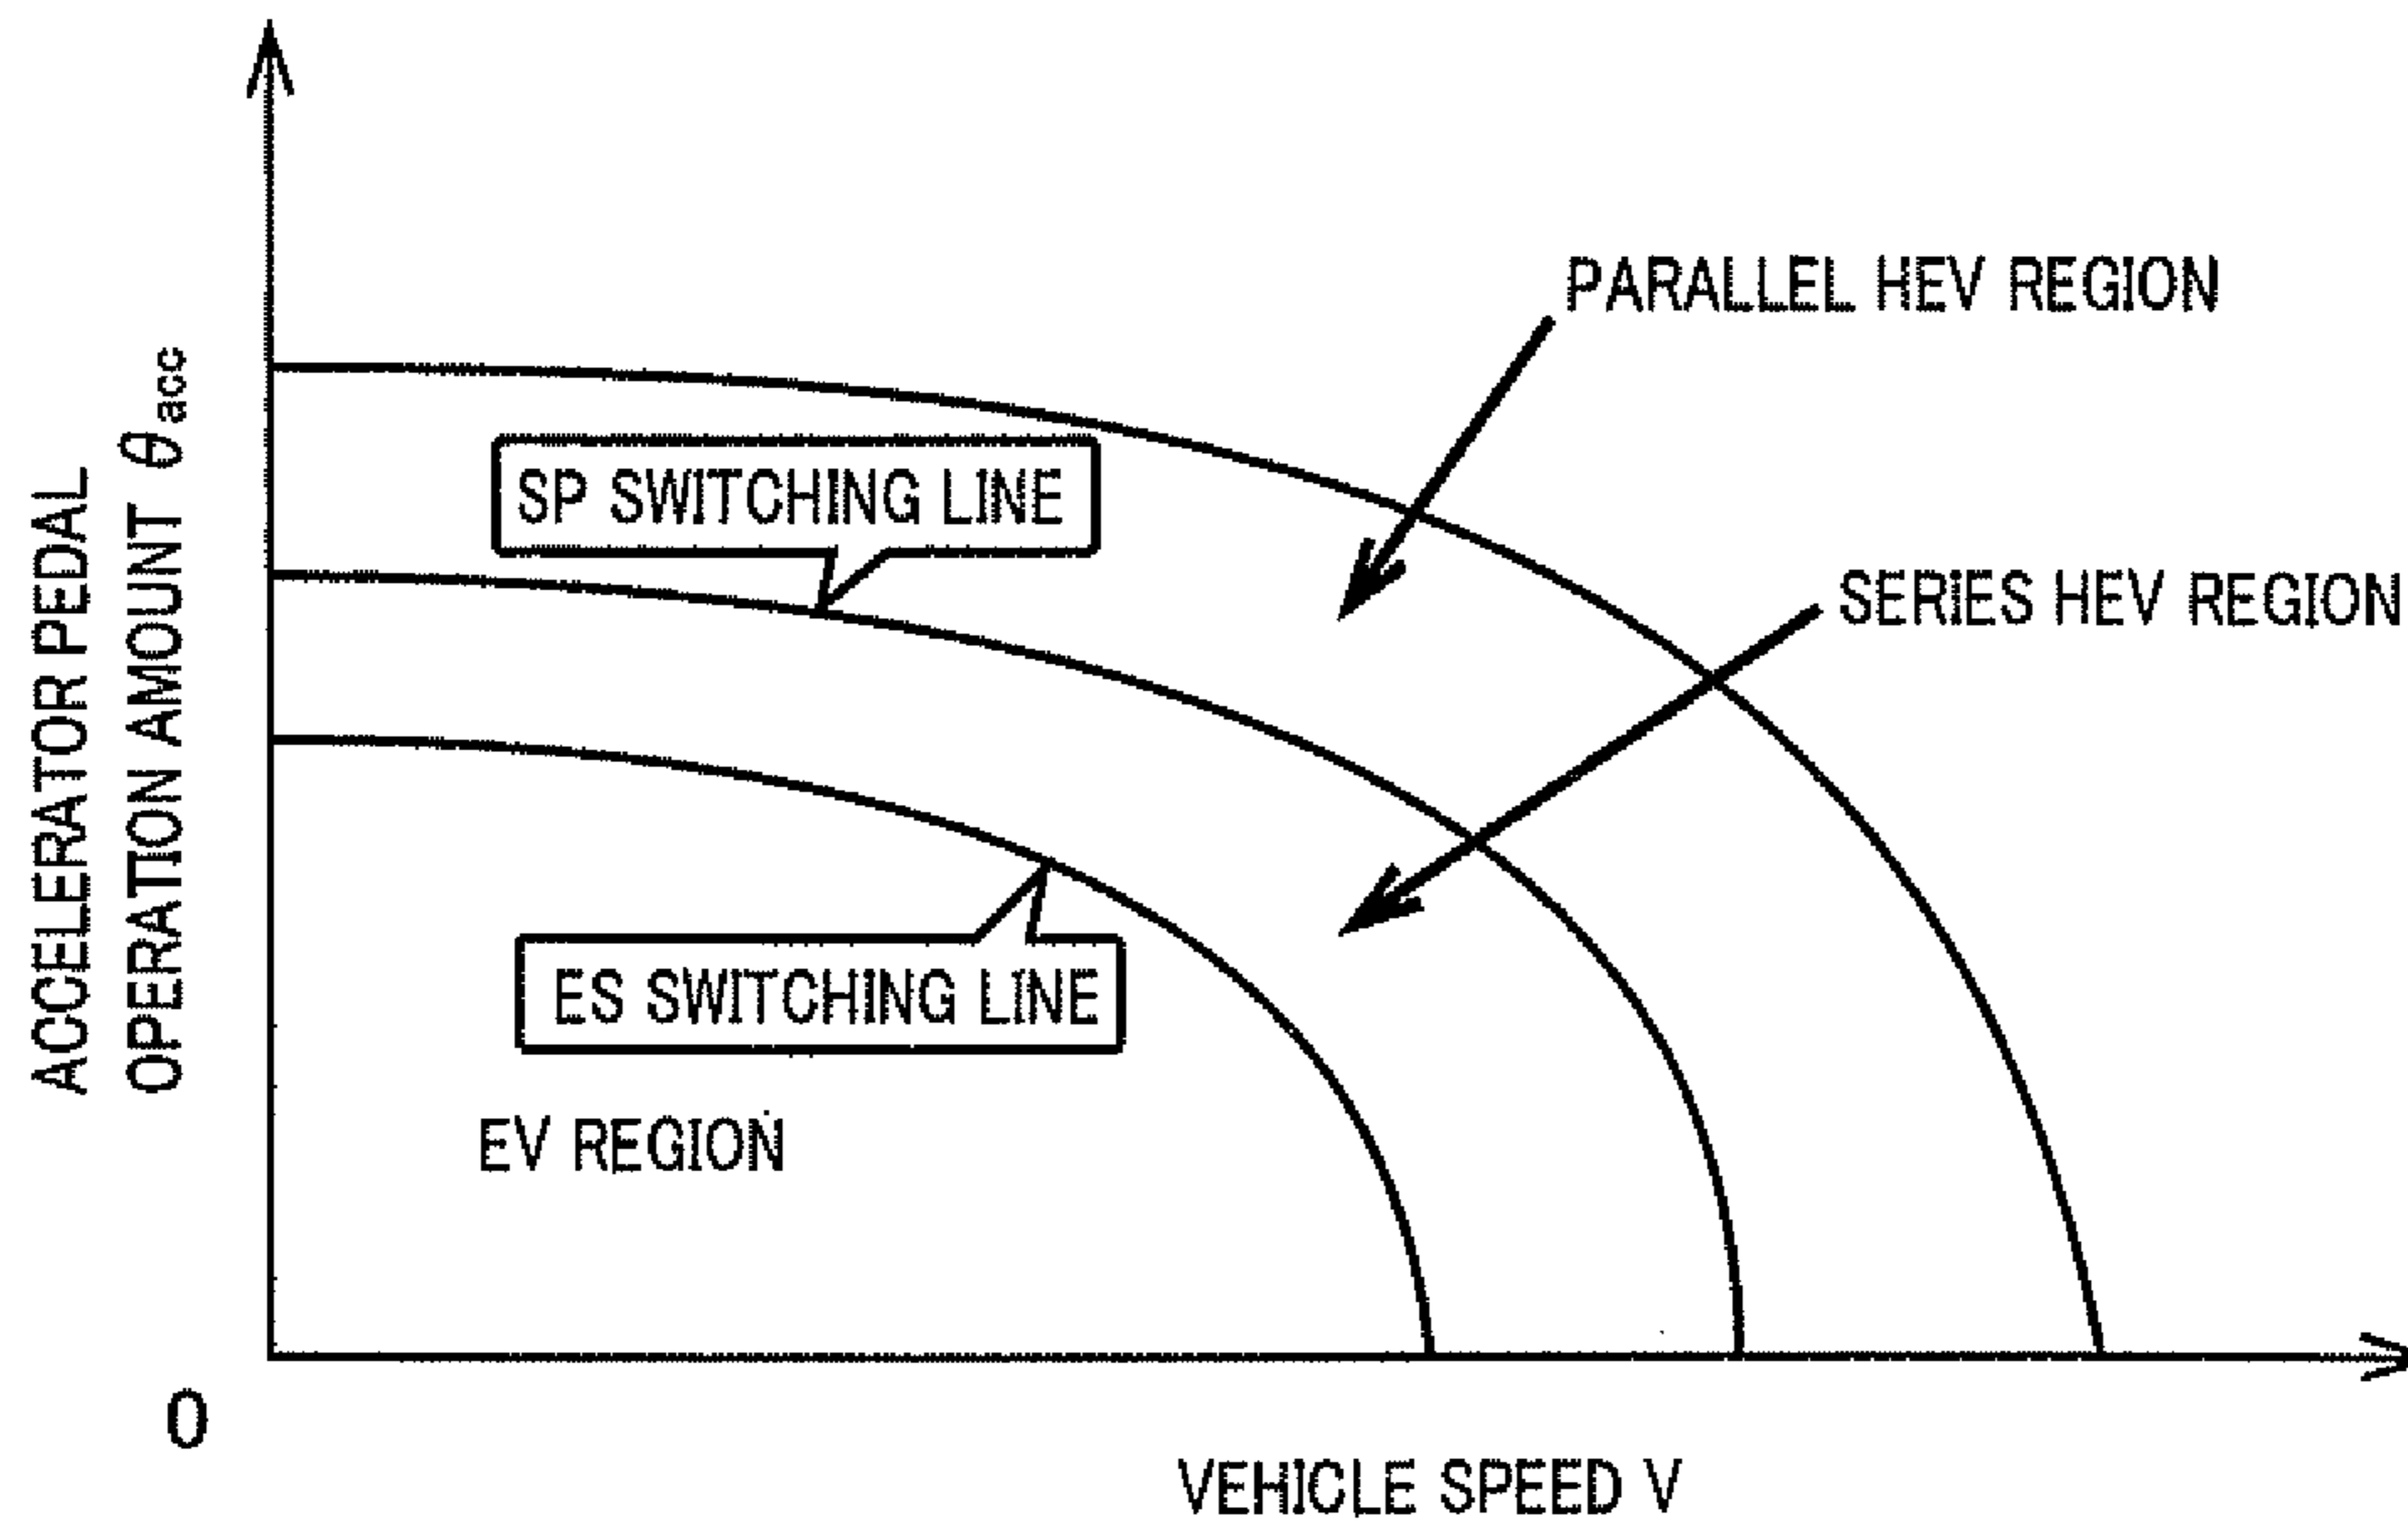 ACCELERATOR PEDAL
OPERATION AMOUNT θacc
PARALLEL HEV REGION
SP SWITCHING LINE
SERIES HEV REGION
ES SWITCHING LINE
EV REGION
0
VEHICLE SPEED V